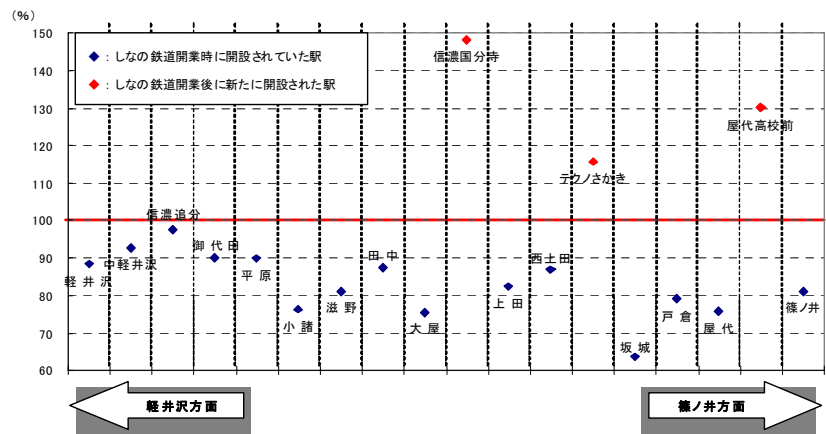 (%)
150
140
130
120
110
100
90
80
70
60
◆ : しなの鉄道開業時に開設されていた駅
◆ : しなの鉄道開業後に新たに開設された駅
軽井沢
中軽井沢
信濃追分
御代田
平原
小諸
滋野
田中
大屋
信濃国分寺
上田
西上田
テクノさかき
坂城
戸倉
屋代
屋代高校前
篠ノ井
軽井沢方面
篠ノ井方面